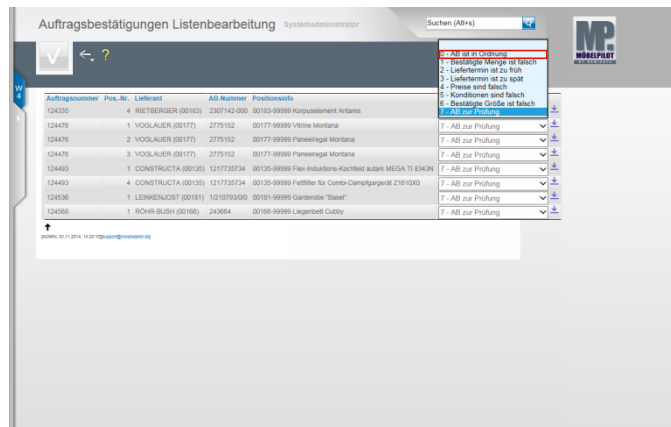 Auftragsbestätigungen Listenbearbeitung Systemadministrator
Suchen (Alt+s)
MP
MÖBELPILOT
?
0 - AB ist in Ordnung
1 - Bestätigte Menge ist falsch
2 - Liefertermin ist zu früh
3 - Liefertermin ist zu spät
4 - Preise sind falsch
5 - Konditionen sind falsch
6 - Bestätigte Größe ist falsch
7 - AB zur Prüfung
W
4
Auftragsnummer Pos.-Nr. Lieferant AB-Nummer Positionsinfo
124335 4 RIETBERGER (00183) 2307142-000 00183-99999 Korpuselement Antares
124476 1 VOGLAUER (00177) 2775152 00177-99999 Vitrine Montana 7 - AB zur Prüfung
124476 2 VOGLAUER (00177) 2775152 00177-99999 Paneelregal Montana 7 - AB zur Prüfung
124476 3 VOGLAUER (00177) 2775152 00177-99999 Paneelregal Montana 7 - AB zur Prüfung
124493 1 CONSTRUCTA (00135) 1217735734 00135-99999 Flex-Induktions-Kochfeld autark MEGA TI 8343N 7 - AB zur Prüfung
124493 4 CONSTRUCTA (00135) 1217735734 00135-99999 Fettfilter für Combi-Dampfgargerät Z1610X0 7 - AB zur Prüfung
124536 1 LEINKENJOST (00181) 1/210793/0/0 00181-99999 Garderobe "Basel" 7 - AB zur Prüfung
124568 1 RÖHR-BUSH (00166) 243664 00166-99999 Liegenbett Cubby 7 - AB zur Prüfung